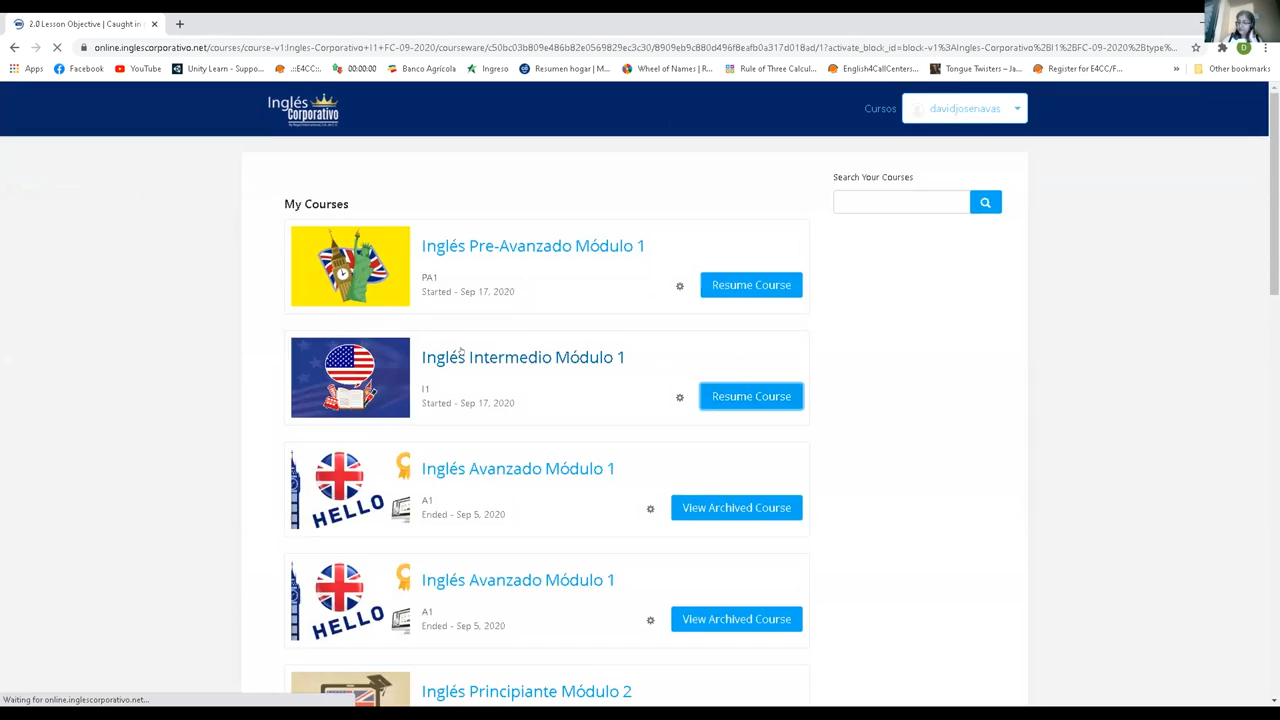 2.0 Lesson Objective | Caught in
online.inglescorporativo.net/courses/course-v1:Ingles-Corporativo+I1+FC-09-2020/courseware/c50bc03b809e486b82e0569829ec3c30/8909eb9c880d496f8eafb0a317d018ad/1?activate_block_id=block-v1%3AIngles-Corporativo%2BI1%2BFC-09-2020%2Btype%...
Apps Facebook YouTube Unity Learn - Suppo... .::E4CC::. 00:00:00 Banco Agrícola Ingreso Resumen hogar | M... Wheel of Names | R... Rule of Three Calcul... English4CallCenters... Tongue Twisters – Ja... Register for E4CC/F... » Other bookmarks
Inglés
Corporativo
Cursos davidjosenavas
Search Your Courses
My Courses
Inglés Pre-Avanzado Módulo 1
PA1
Started - Sep 17, 2020
Resume Course
Inglés Intermedio Módulo 1
I1
Started - Sep 17, 2020
Resume Course
HELLO
Inglés Avanzado Módulo 1
A1
Ended - Sep 5, 2020
View Archived Course
HELLO
Inglés Avanzado Módulo 1
A1
Ended - Sep 5, 2020
View Archived Course
Inglés Principiante Módulo 2
Waiting for online.inglescorporativo.net...